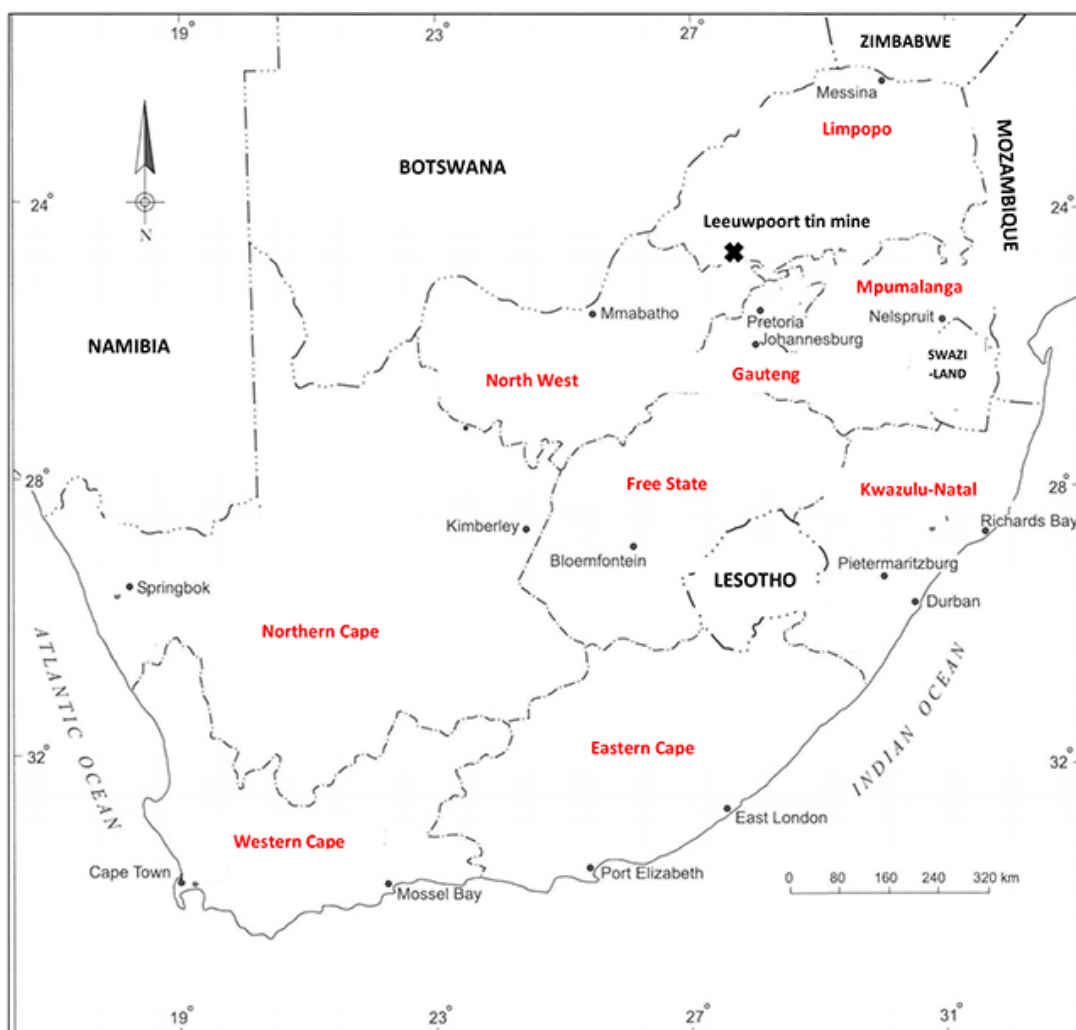 19°
23°
27°
31°
ZIMBABWE
Messina
Limpopo
MOZAMBIQUE
BOTSWANA
24°
24°
N
Leeuwpoort tin mine
Mpumalanga
Mmabatho
Pretoria
Nelspruit
Johannesburg
NAMIBIA
SWAZI
-LAND
North West
Gauteng
28°
28°
Free State
Kwazulu-Natal
Kimberley
Richards Bay
Bloemfontein
Pietermaritzburg
LESOTHO
Springbok
Durban
Northern Cape
ATLANTIC OCEAN
INDIAN OCEAN
32°
32°
Eastern Cape
East London
Western Cape
Cape Town
Port Elizabeth
Mossel Bay
0 80 160 240 320 km
19°
23°
27°
31°